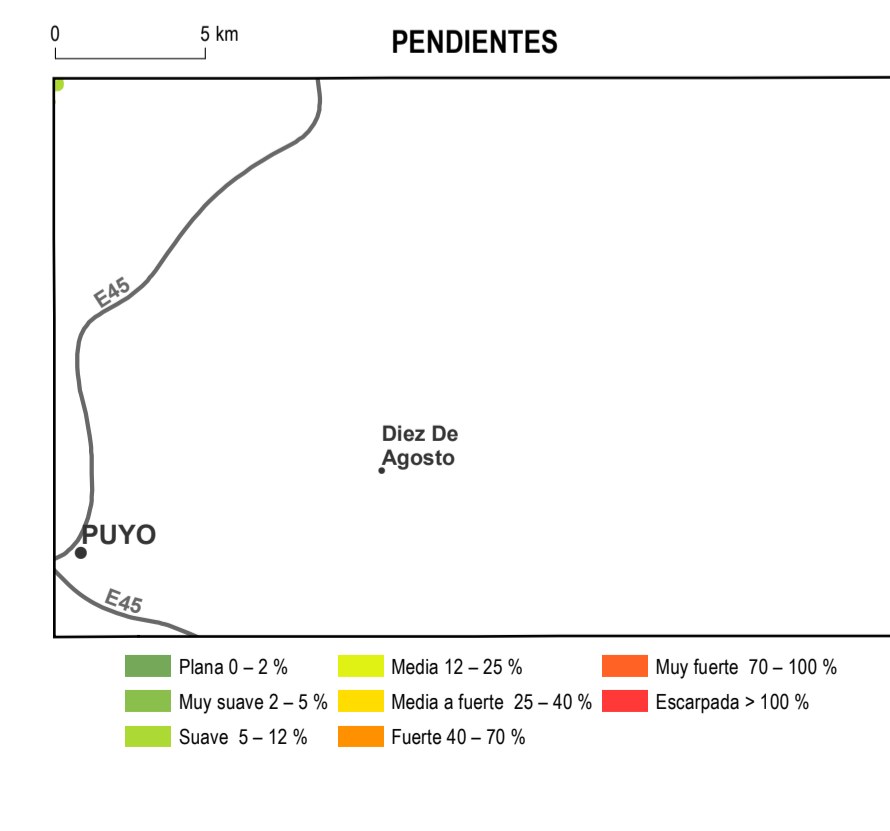 0 5 km
PENDIENTES
E45
Diez De
Agosto
PUYO
E45
Plana 0 – 2 %
Muy suave 2 – 5 %
Suave 5 – 12 %
Media 12 – 25 %
Media a fuerte 25 – 40 %
Fuerte 40 – 70 %
Muy fuerte 70 – 100 %
Escarpada > 100 %